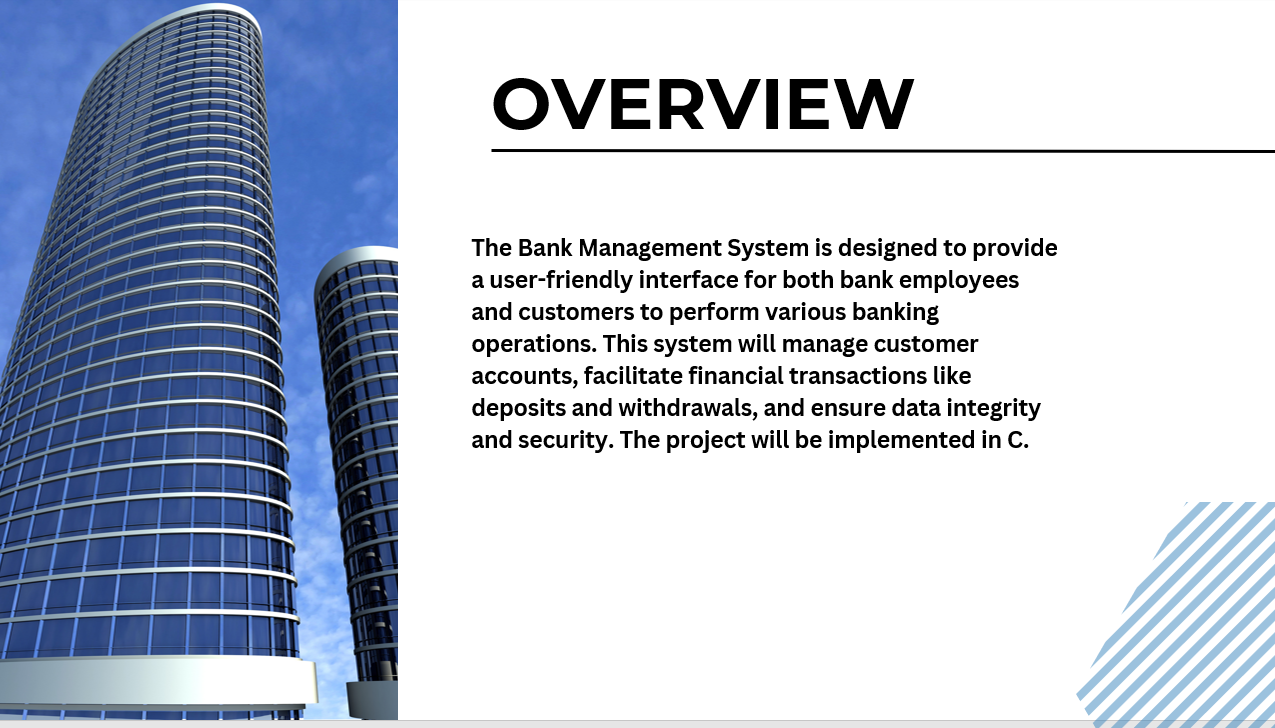 OVERVIEW
The Bank Management System is designed to provide
a user-friendly interface for both bank employees
and customers to perform various banking
operations. This system will manage customer
accounts, facilitate financial transactions like
deposits and withdrawals, and ensure data integrity
and security. The project will be implemented in C.